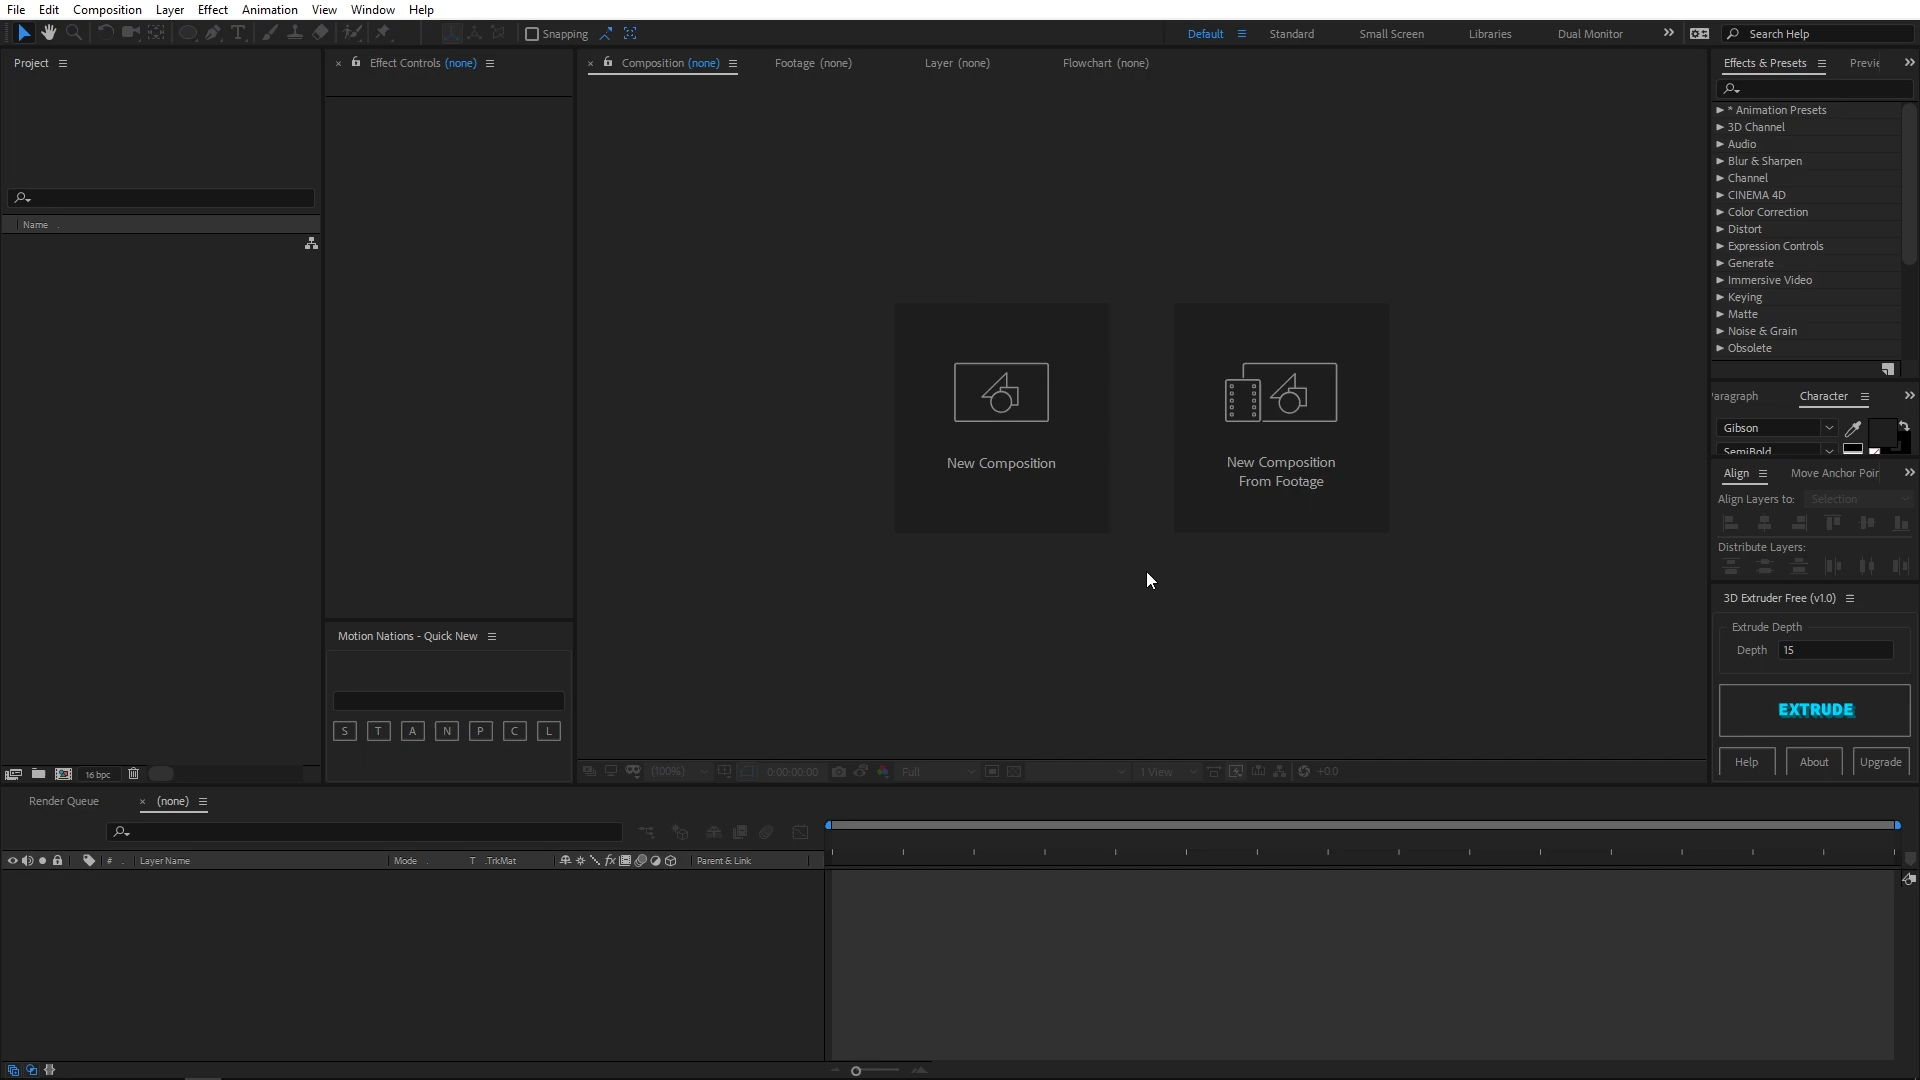 File Edit Composition Layer Effect Animation View Window Help
Snapping
Default Standard Small Screen Libraries Dual Monitor » Search Help
Project
Effect Controls (none)
Composition (none) Footage (none) Layer (none) Flowchart (none)
Effects & Presets Previe
* Animation Presets
3D Channel
Audio
Blur & Sharpen
Channel
CINEMA 4D
Color Correction
Distort
Expression Controls
Generate
Immersive Video
Keying
Matte
Noise & Grain
Obsolete
Name
New Composition
New Composition
From Footage
aragraph Character
Gibson
SemiBold
Align Move Anchor Poin
Align Layers to: Selection
Distribute Layers:
3D Extruder Free (v1.0)
Extrude Depth
Depth 15
EXTRUDE
Help About Upgrade
Motion Nations - Quick New
S T A N P C L
16 bpc
(100%) 0:00:00:00 Full 1 View +0.0
Render Queue (none)
# Layer Name Mode T .TrkMat fx Parent & Link